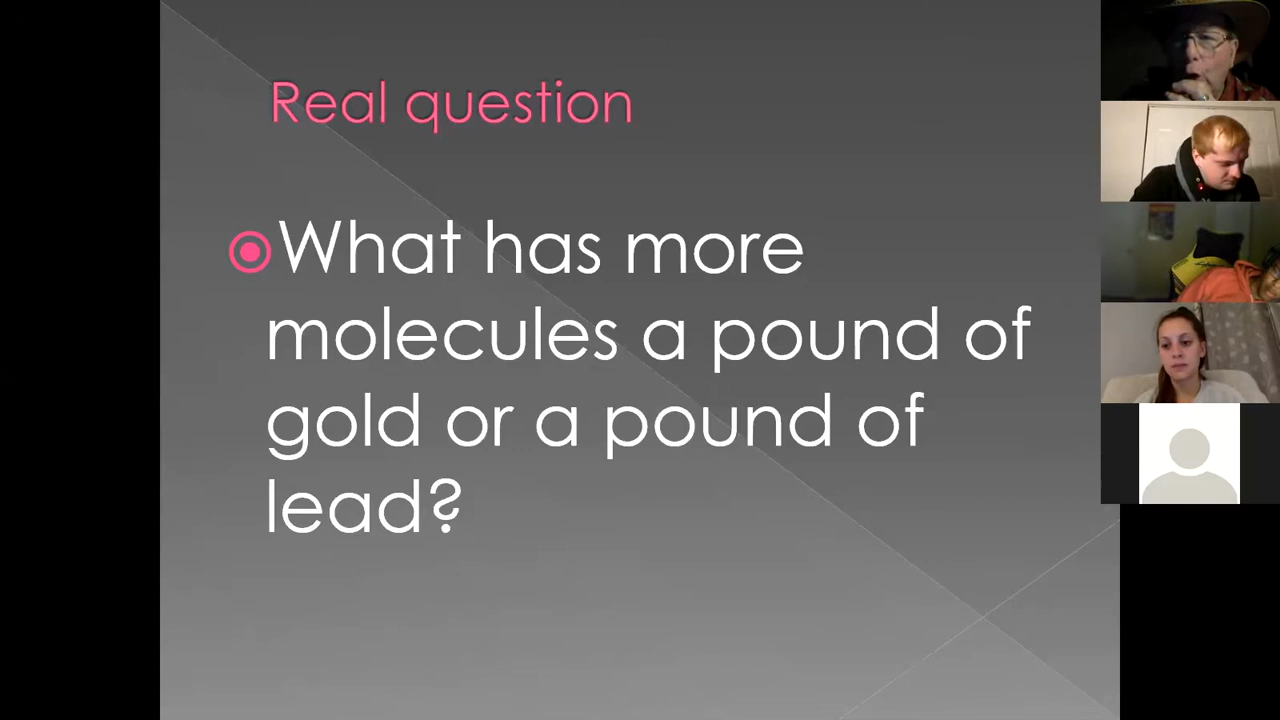 Real question
What has more
molecules a pound of
gold or a pound of
lead?